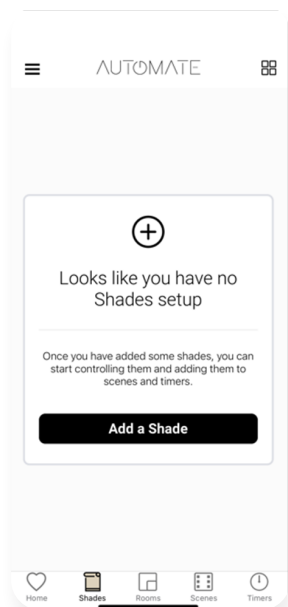 AUTOMATE
Looks like you have no
Shades setup
Once you have added some shades, you can
start controlling them and adding them to
scenes and timers.
Add a Shade
Home Shades Rooms Scenes Timers